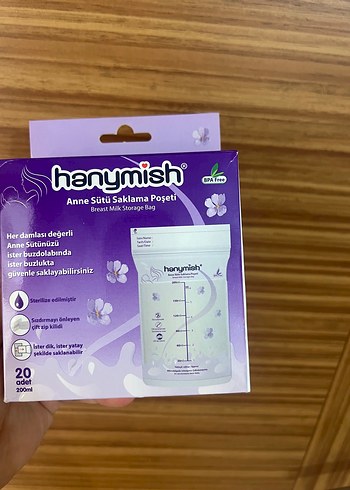 hanymish®
BPA Free
Anne Sütü Saklama Poşeti
Breast Milk Storage Bag
Her damlası değerli
Anne Sütünüzü
ister buzdolabında
ister buzlukta
güvenle saklayabilirsiniz
Sterilize edilmiştir
Sızdırmayı önleyen
çift zip kilidi
İster dik, ister yatay
şekilde saklanabilir
20
adet
200ml
hanymish